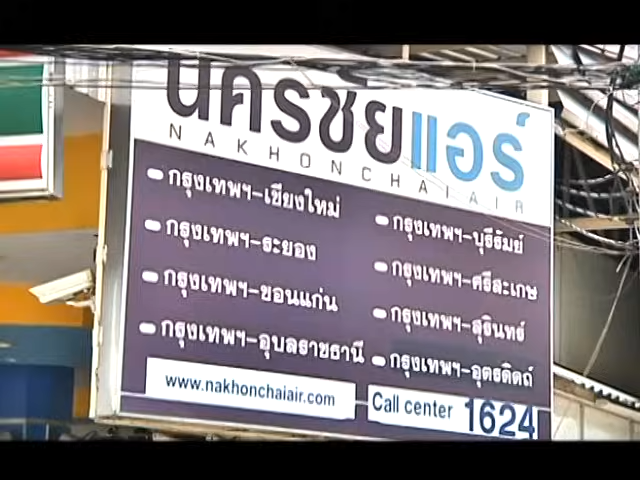 นครชัยแอร์
NAKHONCHAIAIR
กรุงเทพฯ-เชียงใหม่
กรุงเทพฯ-ระยอง
กรุงเทพฯ-ขอนแก่น
กรุงเทพฯ-อุบลราชธานี
กรุงเทพฯ-บุรีรัมย์
กรุงเทพฯ-ศรีสะเกษ
กรุงเทพฯ-สุรินทร์
กรุงเทพฯ-อุตรดิตถ์
www.nakhonchaiair.com
Call center 1624